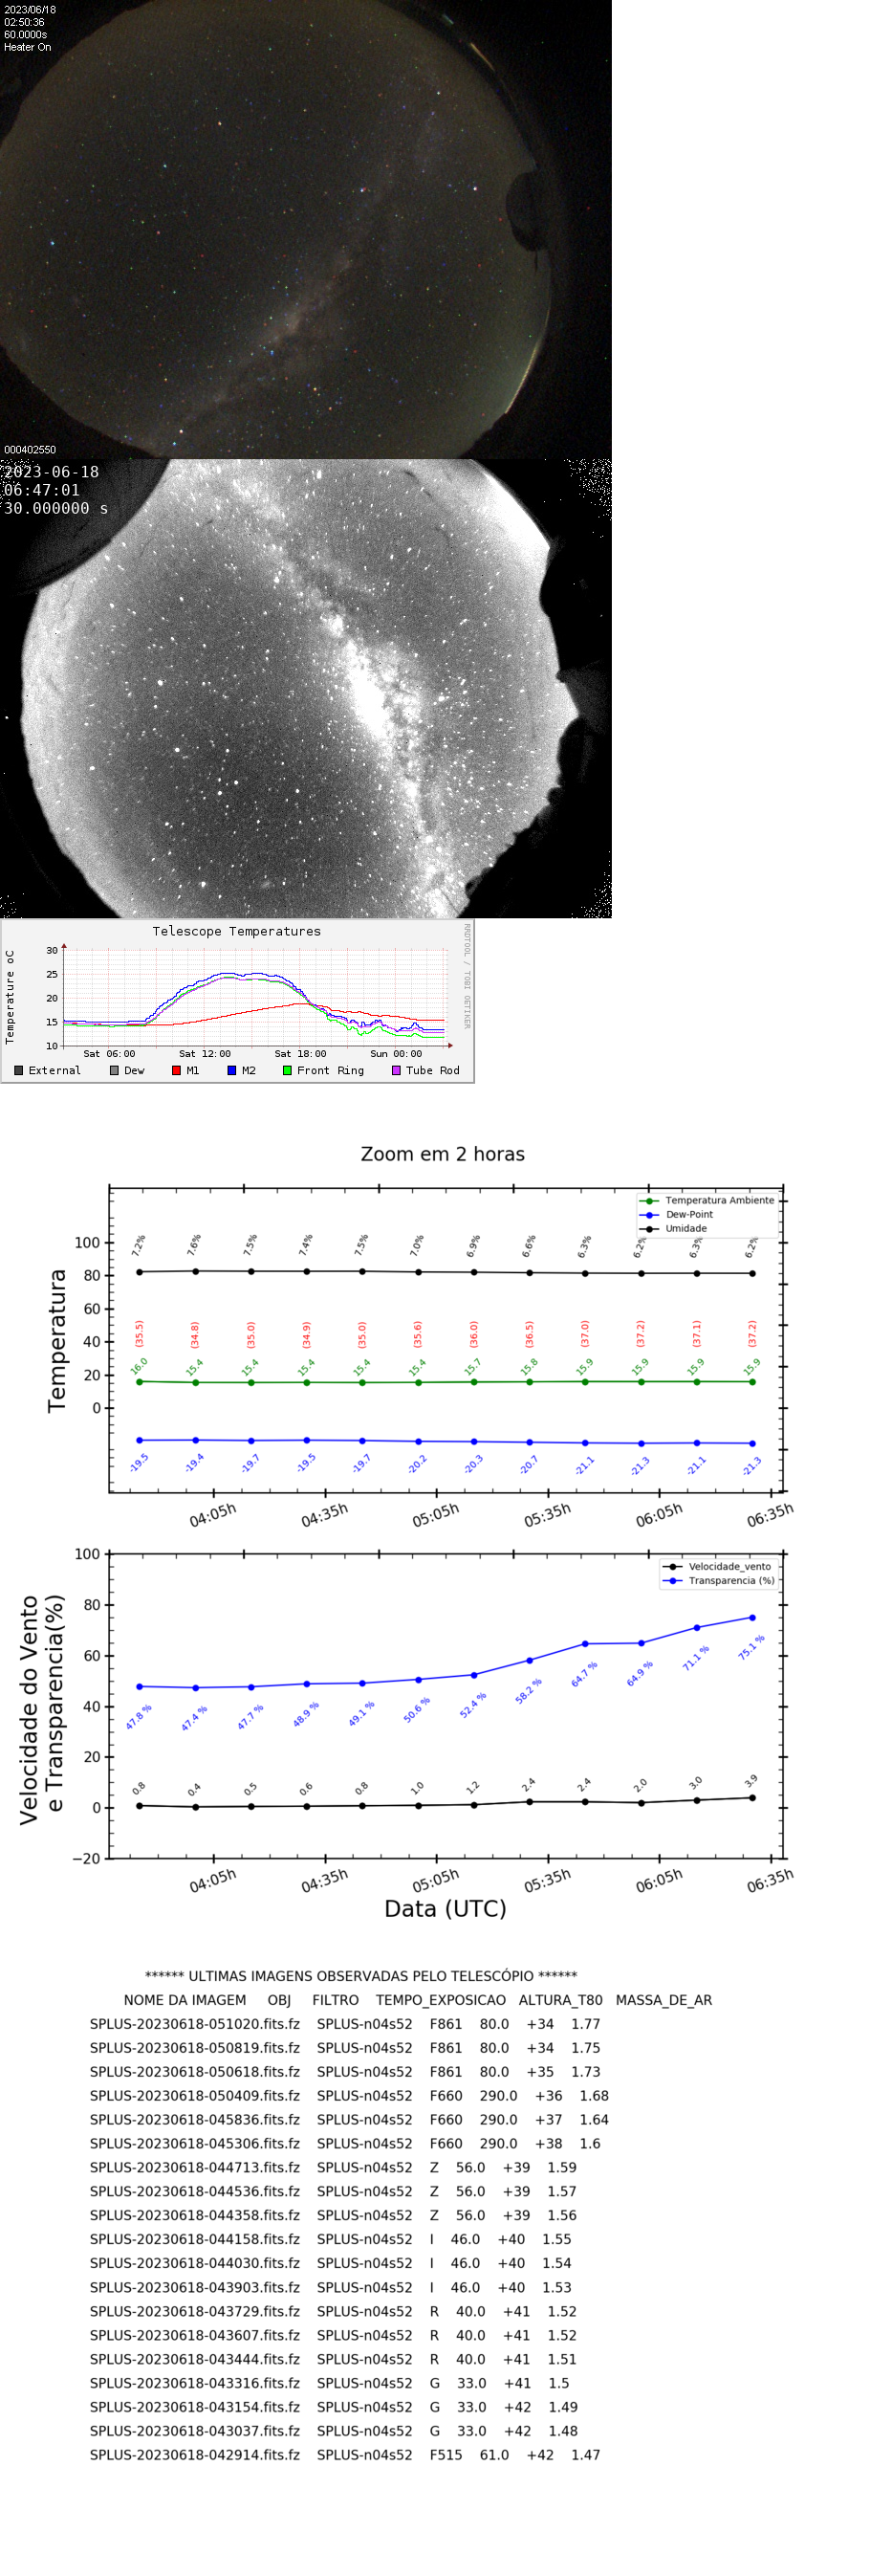 2023/06/18
02:50:36
60.0000s
Heater On
000402550
2023-06-18
06:47:01
30.000000 s
Telescope Temperatures
RRDTOOL / TOBI OETIKER
Temperature oC
30
25
20
15
10
Sat 06:00 Sat 12:00 Sat 18:00 Sun 00:00
External Dew M1 M2 Front Ring Tube Rod
Zoom em 2 horas
Temperatura Ambiente
Dew-Point
Umidade
Temperatura
100
80
60
40
20
0
7.2% 7.6% 7.5% 7.4% 7.5% 7.0% 6.9% 6.6% 6.3% 6.2% 6.3% 6.2%
(35.5) (34.8) (35.0) (34.9) (35.0) (35.6) (36.0) (36.5) (37.0) (37.2) (37.1) (37.2)
16.0 15.4 15.4 15.4 15.4 15.4 15.7 15.8 15.9 15.9 15.9 15.9
-19.5 -19.4 -19.7 -19.5 -19.7 -20.2 -20.3 -20.7 -21.1 -21.3 -21.1 -21.3
04:05h 04:35h 05:05h 05:35h 06:05h 06:35h
Velocidade_vento
Transparencia (%)
Velocidade do Vento
e Transparencia(%)
100
80
60
40
20
0
−20
47.8 % 47.4 % 47.7 % 48.9 % 49.1 % 50.6 % 52.4 % 58.2 % 64.7 % 64.9 % 71.1 % 75.1 %
0.8 0.4 0.5 0.6 0.8 1.0 1.2 2.4 2.4 2.0 3.0 3.9
04:05h 04:35h 05:05h 05:35h 06:05h 06:35h
Data (UTC)
****** ULTIMAS IMAGENS OBSERVADAS PELO TELESCÓPIO ******
NOME DA IMAGEM OBJ FILTRO TEMPO_EXPOSICAO ALTURA_T80 MASSA_DE_AR
SPLUS-20230618-051020.fits.fz SPLUS-n04s52 F861 80.0 +34 1.77
SPLUS-20230618-050819.fits.fz SPLUS-n04s52 F861 80.0 +34 1.75
SPLUS-20230618-050618.fits.fz SPLUS-n04s52 F861 80.0 +35 1.73
SPLUS-20230618-050409.fits.fz SPLUS-n04s52 F660 290.0 +36 1.68
SPLUS-20230618-045836.fits.fz SPLUS-n04s52 F660 290.0 +37 1.64
SPLUS-20230618-045306.fits.fz SPLUS-n04s52 F660 290.0 +38 1.6
SPLUS-20230618-044713.fits.fz SPLUS-n04s52 Z 56.0 +39 1.59
SPLUS-20230618-044536.fits.fz SPLUS-n04s52 Z 56.0 +39 1.57
SPLUS-20230618-044358.fits.fz SPLUS-n04s52 Z 56.0 +39 1.56
SPLUS-20230618-044158.fits.fz SPLUS-n04s52 I 46.0 +40 1.55
SPLUS-20230618-044030.fits.fz SPLUS-n04s52 I 46.0 +40 1.54
SPLUS-20230618-043903.fits.fz SPLUS-n04s52 I 46.0 +40 1.53
SPLUS-20230618-043729.fits.fz SPLUS-n04s52 R 40.0 +41 1.52
SPLUS-20230618-043607.fits.fz SPLUS-n04s52 R 40.0 +41 1.52
SPLUS-20230618-043444.fits.fz SPLUS-n04s52 R 40.0 +41 1.51
SPLUS-20230618-043316.fits.fz SPLUS-n04s52 G 33.0 +41 1.5
SPLUS-20230618-043154.fits.fz SPLUS-n04s52 G 33.0 +42 1.49
SPLUS-20230618-043037.fits.fz SPLUS-n04s52 G 33.0 +42 1.48
SPLUS-20230618-042914.fits.fz SPLUS-n04s52 F515 61.0 +42 1.47